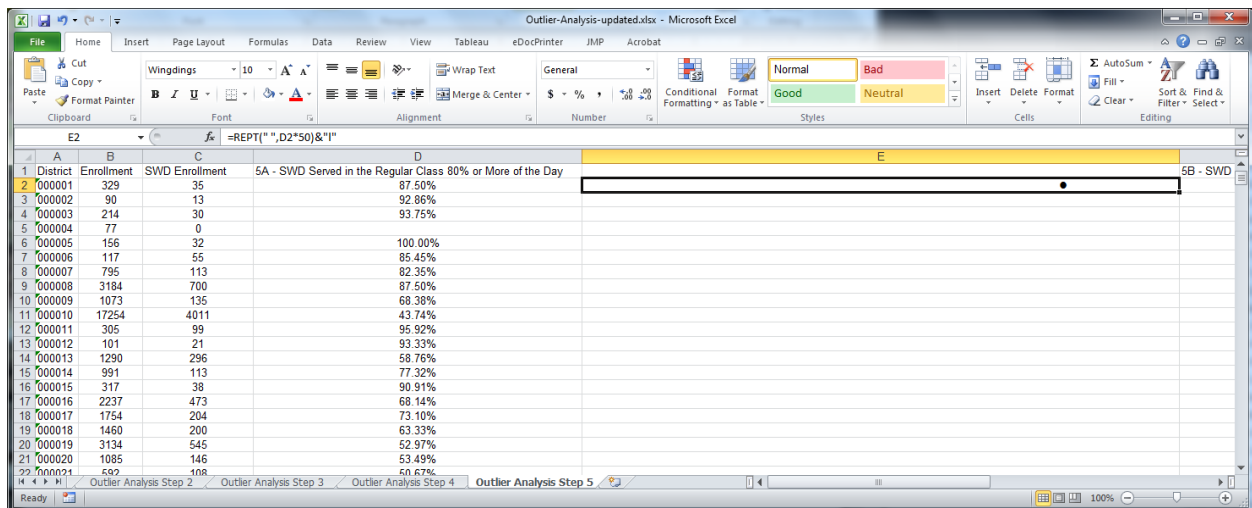 Outlier-Analysis-updated.xlsx - Microsoft Excel
File Home Insert Page Layout Formulas Data Review View Tableau eDocPrinter JMP Acrobat
Paste
Cut
Copy
Format Painter
Clipboard
Wingdings 10
B I U
Font
Wrap Text
Merge & Center
Alignment
General
$ % ,
Number
Conditional Formatting
Format as Table
Normal Bad
Good Neutral
Styles
Insert Delete Format
Cells
Σ AutoSum
Fill
Clear
Sort & Filter
Find & Select
Editing
E2 fx =REPT(" ",D2*50)&"l"
A B C D E
1 District Enrollment SWD Enrollment 5A - SWD Served in the Regular Class 80% or More of the Day 5B - SWD
2 000001 329 35 87.50% ●
3 000002 90 13 92.86%
4 000003 214 30 93.75%
5 000004 77 0
6 000005 156 32 100.00%
7 000006 117 55 85.45%
8 000007 795 113 82.35%
9 000008 3184 700 87.50%
10 000009 1073 135 68.38%
11 000010 17254 4011 43.74%
12 000011 305 99 95.92%
13 000012 101 21 93.33%
14 000013 1290 296 58.76%
15 000014 991 113 77.32%
16 000015 317 38 90.91%
17 000016 2237 473 68.14%
18 000017 1754 204 73.10%
19 000018 1460 200 63.33%
20 000019 3134 545 52.97%
21 000020 1085 146 53.49%
22 000021 592 108 50.67%
Outlier Analysis Step 2 Outlier Analysis Step 3 Outlier Analysis Step 4 Outlier Analysis Step 5
Ready 100%